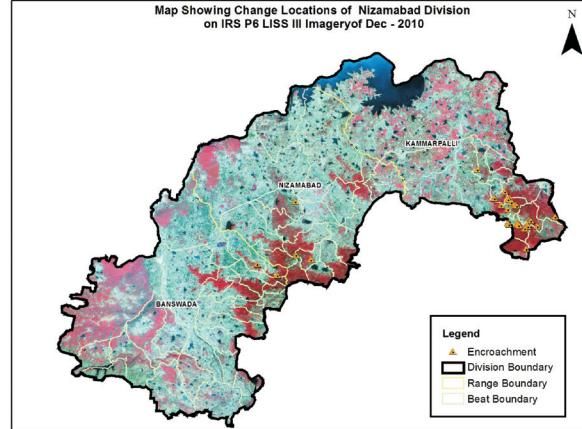 Map Showing Change Locations of Nizamabad Division
on IRS P6 LISS III Imageryof Dec - 2010
N
KAMMARPALLI
NIZAMABAD
BANSWADA
Legend
Encroachment
Division Boundary
Range Boundary
Beat Boundary